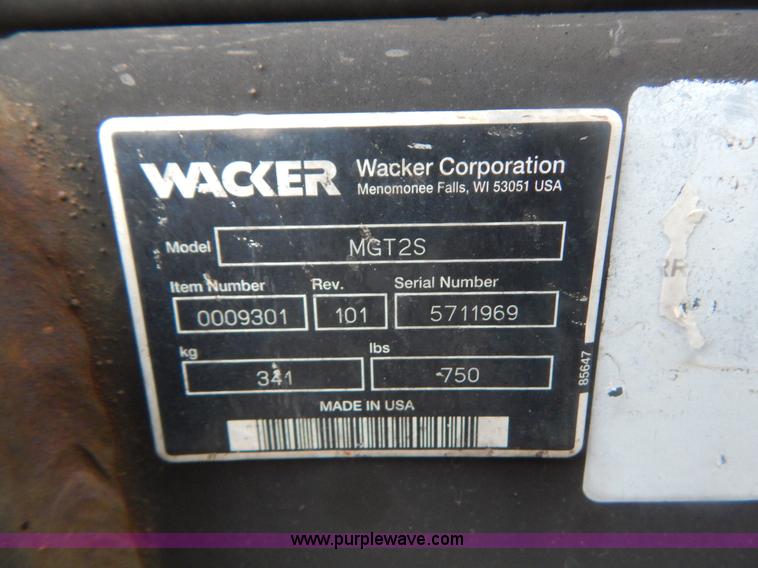 WACKER
Wacker Corporation
Menomonee Falls, WI 53051 USA
Model MGT2S
Item Number Rev. Serial Number
0009301 101 5711969
kg lbs
341 750
MADE IN USA
85647
www.purplewave.com